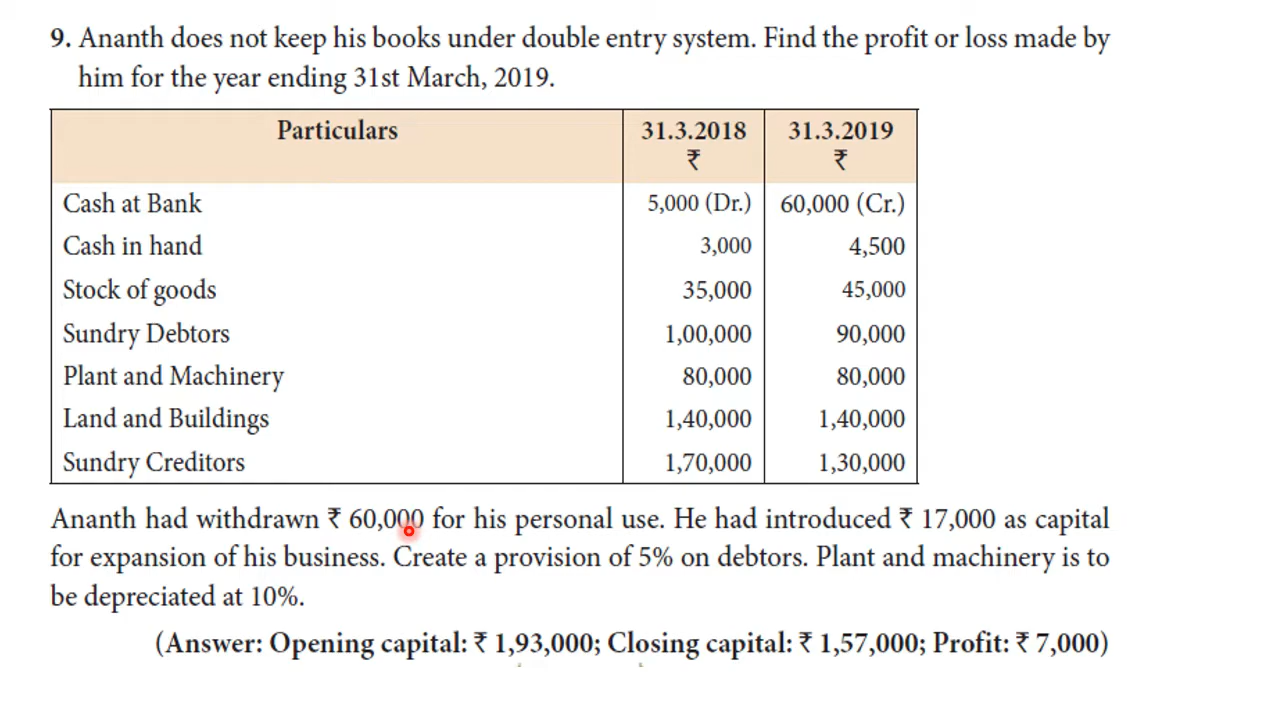 9. Ananth does not keep his books under double entry system. Find the profit or loss made by
him for the year ending 31st March, 2019.
Particulars 31.3.2018 31.3.2019
₹ ₹
Cash at Bank 5,000 (Dr.) 60,000 (Cr.)
Cash in hand 3,000 4,500
Stock of goods 35,000 45,000
Sundry Debtors 1,00,000 90,000
Plant and Machinery 80,000 80,000
Land and Buildings 1,40,000 1,40,000
Sundry Creditors 1,70,000 1,30,000
Ananth had withdrawn ₹ 60,000 for his personal use. He had introduced ₹ 17,000 as capital
for expansion of his business. Create a provision of 5% on debtors. Plant and machinery is to
be depreciated at 10%.
(Answer: Opening capital: ₹ 1,93,000; Closing capital: ₹ 1,57,000; Profit: ₹ 7,000)